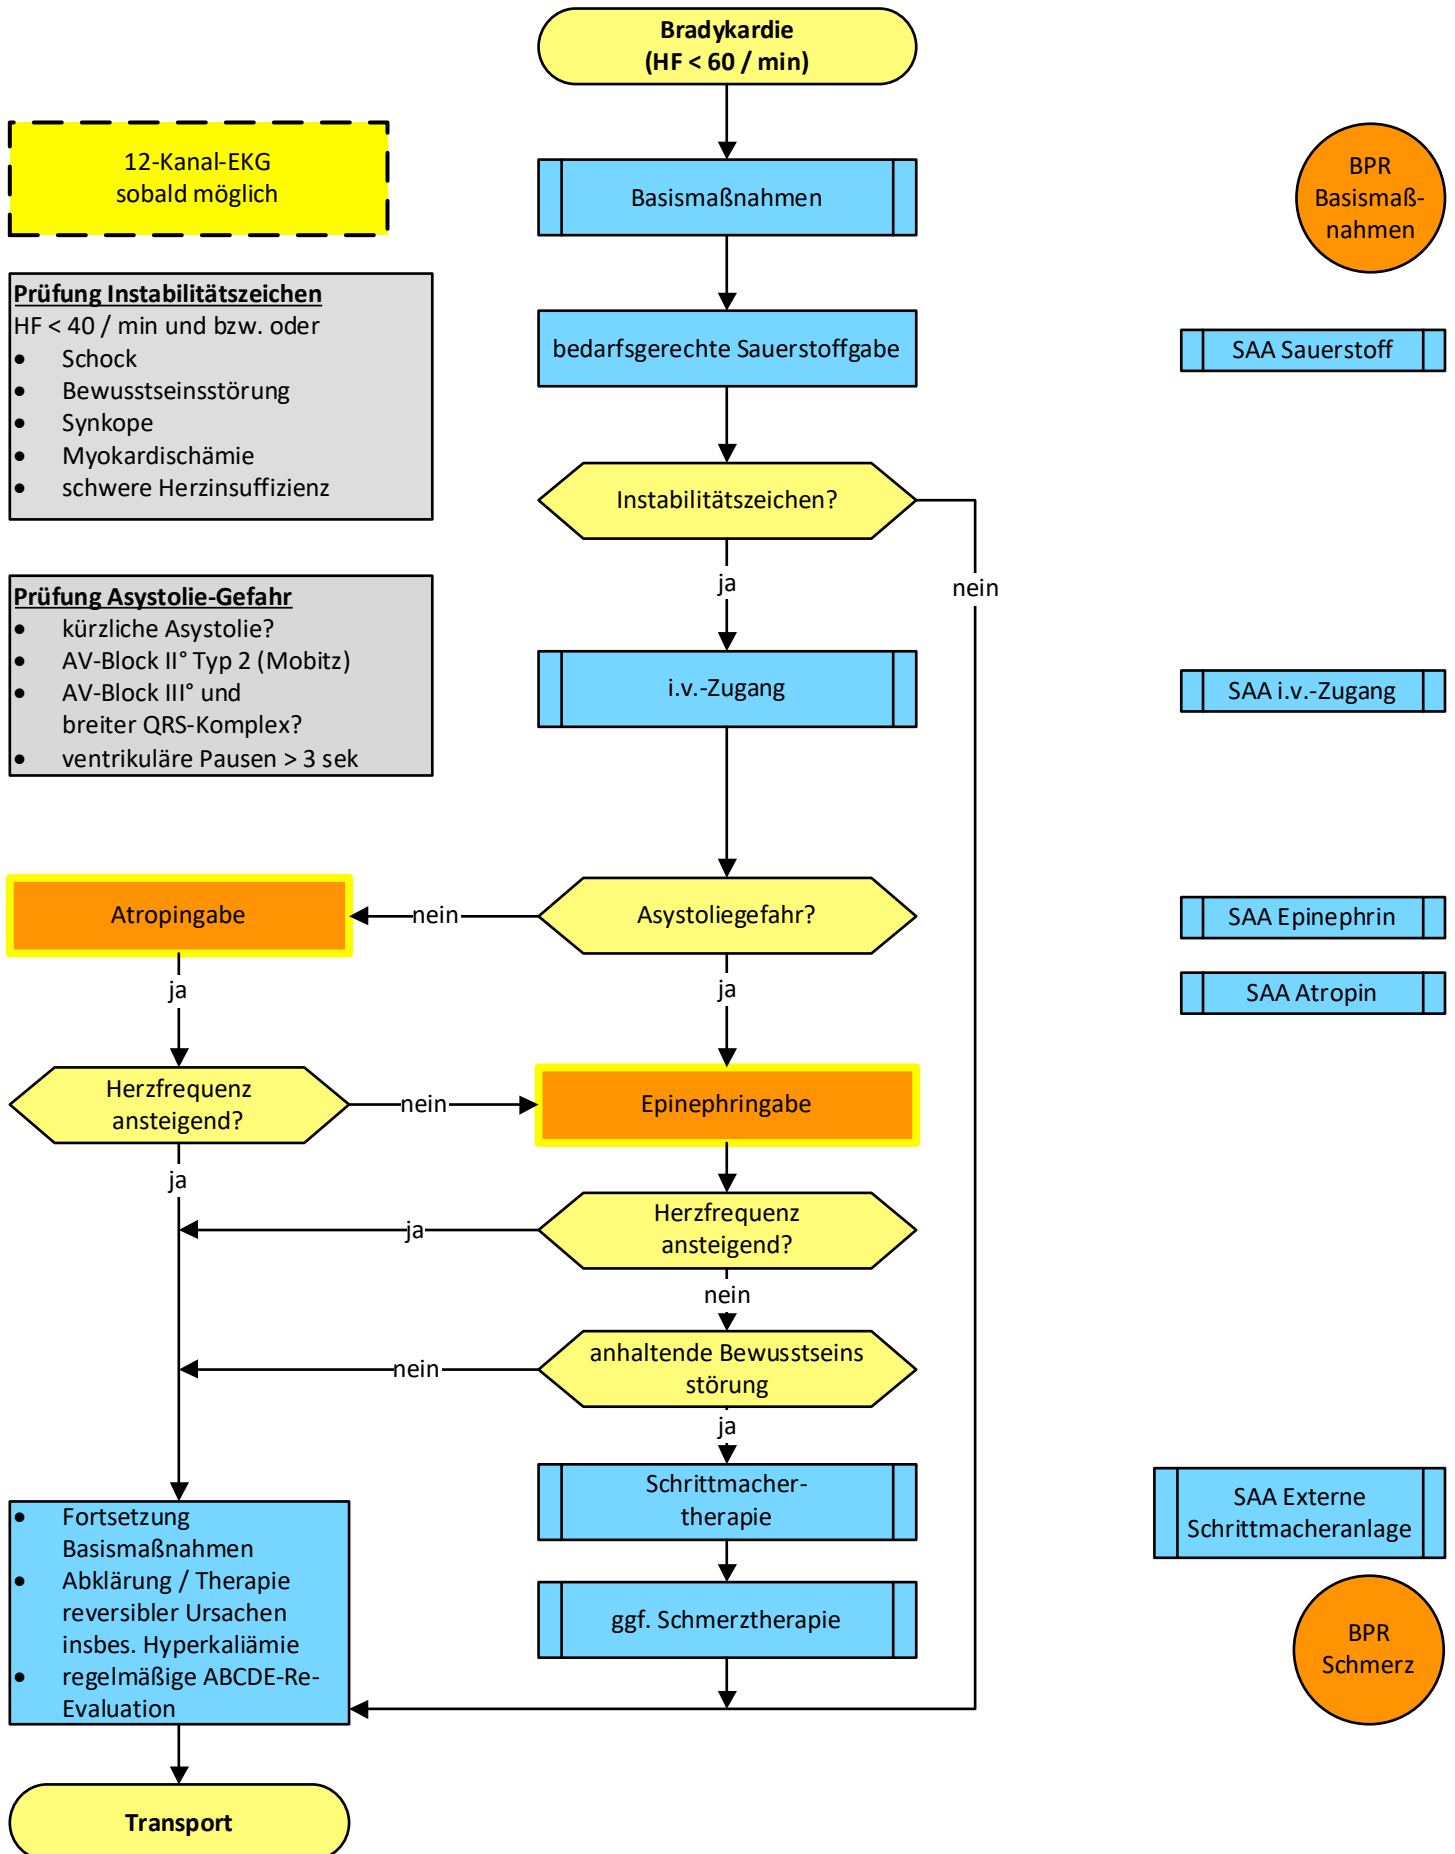 Bradykardie
(HF < 60 / min)
12-Kanal-EKG
sobald möglich
Basismaßnahmen
BPR
Basismaß-
nahmen
Prüfung Instabilitätszeichen
HF < 40 / min und bzw. oder
• Schock
• Bewusstseinsstörung
• Synkope
• Myokardischämie
• schwere Herzinsuffizienz
bedarfsgerechte Sauerstoffgabe
SAA Sauerstoff
Instabilitätszeichen?
ja
nein
Prüfung Asystolie-Gefahr
• kürzliche Asystolie?
• AV-Block II° Typ 2 (Mobitz)
• AV-Block III° und
breiter QRS-Komplex?
• ventrikuläre Pausen > 3 sek
i.v.-Zugang
SAA i.v.-Zugang
Atropingabe
nein
Asystoliegefahr?
SAA Epinephrin
ja
ja
SAA Atropin
Herzfrequenz
ansteigend?
nein
Epinephringabe
ja
ja
Herzfrequenz
ansteigend?
nein
nein
anhaltende Bewusstseins
störung
ja
Schrittmacher-
therapie
SAA Externe
Schrittmacheranlage
• Fortsetzung
Basismaßnahmen
• Abklärung / Therapie
reversibler Ursachen
insbes. Hyperkaliämie
• regelmäßige ABCDE-Re-
Evaluation
ggf. Schmerztherapie
BPR
Schmerz
Transport